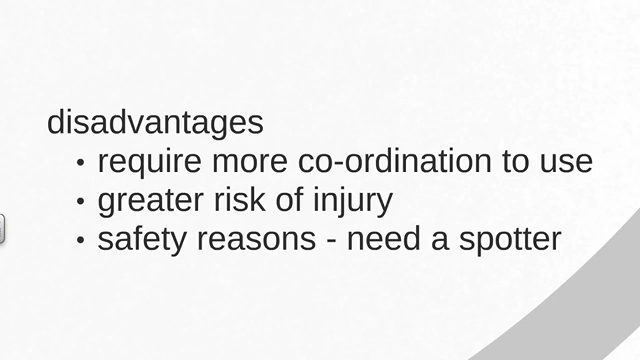 disadvantages
• require more co-ordination to use
• greater risk of injury
• safety reasons - need a spotter